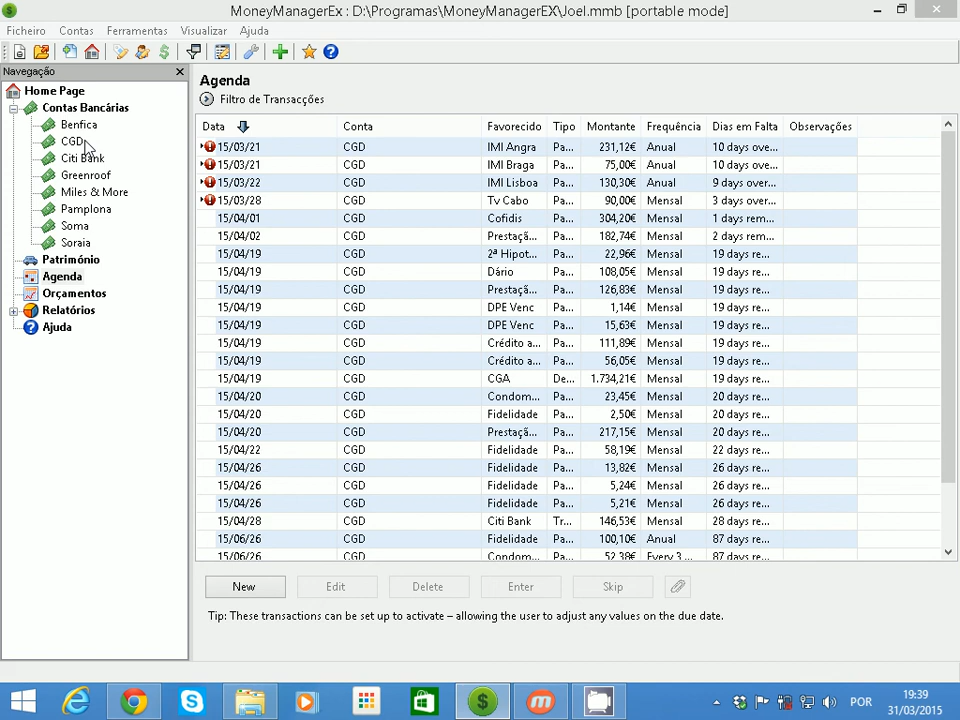 MoneyManagerEx : D:\Programas\MoneyManagerEX\Joel.mmb [portable mode]
Ficheiro Contas Ferramentas Visualizar Ajuda
Navegação
Home Page
Contas Bancárias
Benfica
CGD
Citi Bank
Greenroof
Miles & More
Pamplona
Soma
Soraia
Património
Agenda
Orçamentos
Relatórios
Ajuda
Agenda
Filtro de Transacções
Data Conta Favorecido Tipo Montante Frequência Dias em Falta Observações
15/03/21 CGD IMI Angra Pa... 231,12€ Anual 10 days over...
15/03/21 CGD IMI Braga Pa... 75,00€ Anual 10 days over...
15/03/22 CGD IMI Lisboa Pa... 130,30€ Anual 9 days over...
15/03/28 CGD Tv Cabo Pa... 90,00€ Mensal 3 days over...
15/04/01 CGD Cofidis Pa... 304,20€ Mensal 1 days rem...
15/04/02 CGD Prestaçã... Pa... 182,74€ Mensal 2 days rem...
15/04/19 CGD 2ª Hipot... Pa... 22,96€ Mensal 19 days re...
15/04/19 CGD Dário Pa... 108,05€ Mensal 19 days re...
15/04/19 CGD Prestaçã... Pa... 126,83€ Mensal 19 days re...
15/04/19 CGD DPE Venc Pa... 1,14€ Mensal 19 days re...
15/04/19 CGD DPE Venc Pa... 15,63€ Mensal 19 days re...
15/04/19 CGD Crédito a... Pa... 111,89€ Mensal 19 days re...
15/04/19 CGD Crédito a... Pa... 56,05€ Mensal 19 days re...
15/04/19 CGD CGA De... 1.734,21€ Mensal 19 days re...
15/04/20 CGD Condom... Pa... 23,45€ Mensal 20 days re...
15/04/20 CGD Fidelidade Pa... 2,50€ Mensal 20 days re...
15/04/20 CGD Prestaçã... Pa... 217,15€ Mensal 20 days re...
15/04/22 CGD Fidelidade Pa... 58,19€ Mensal 22 days re...
15/04/26 CGD Fidelidade Pa... 13,82€ Mensal 26 days re...
15/04/26 CGD Fidelidade Pa... 5,24€ Mensal 26 days re...
15/04/26 CGD Fidelidade Pa... 5,21€ Mensal 26 days re...
15/04/28 CGD Citi Bank Tr... 146,53€ Mensal 28 days re...
15/06/26 CGD Fidelidade Pa... 100,10€ Anual 87 days re...
15/06/26 CGD Condom... Pa... 52,38€ Every 3 ... 87 days re...
New Edit Delete Enter Skip
Tip: These transactions can be set up to activate – allowing the user to adjust any values on the due date.
POR
19:39
31/03/2015